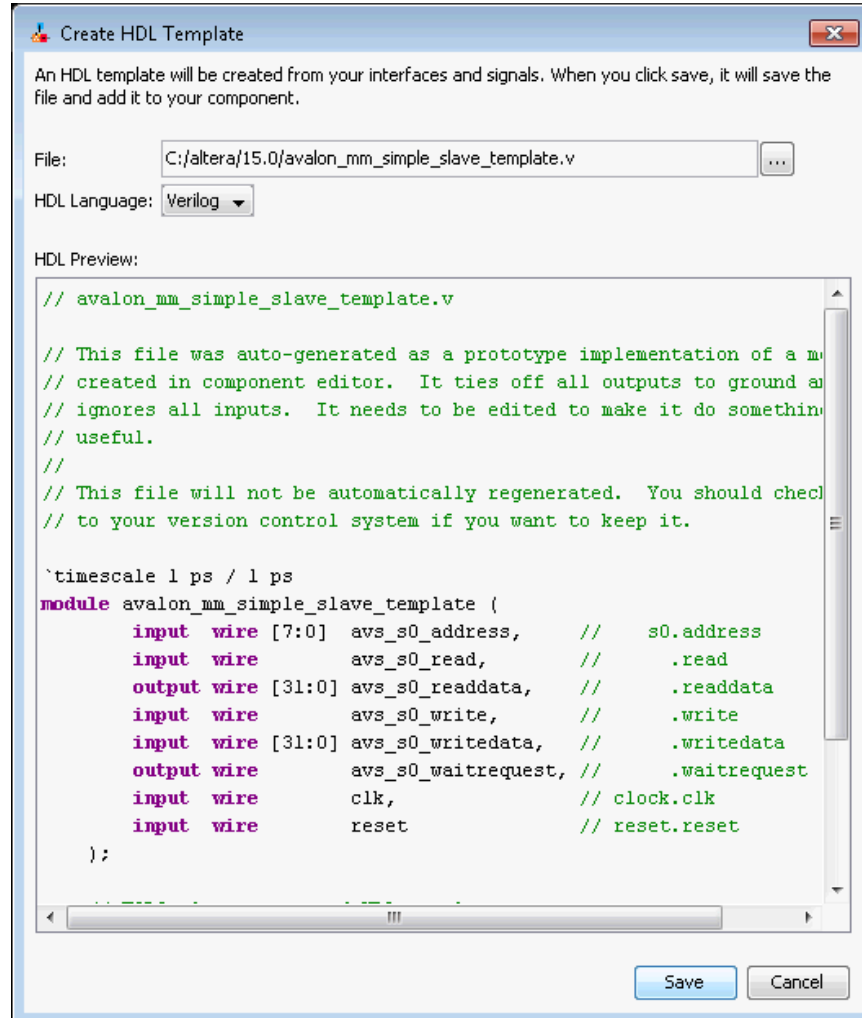 Create HDL Template
An HDL template will be created from your interfaces and signals. When you click save, it will save the
file and add it to your component.
File: C:/altera/15.0/avalon_mm_simple_slave_template.v ...
HDL Language: Verilog
HDL Preview:
// avalon_mm_simple_slave_template.v
// This file was auto-generated as a prototype implementation of a
// created in component editor.  It ties off all outputs to ground
// ignores all inputs.  It needs to be edited to make it do
// useful.
//
// This file will not be automatically regenerated.  You should
// to your version control system if you want to keep it.
`timescale 1 ps / 1 ps
module avalon_mm_simple_slave_template (
input  wire [7:0]  avs_s0_address,     //    s0.address
input  wire        avs_s0_read,        //      .read
output wire [31:0] avs_s0_readdata,    //      .readdata
input  wire        avs_s0_write,       //      .write
input  wire [31:0] avs_s0_writedata,   //      .writedata
output wire        avs_s0_waitrequest, //      .waitrequest
input  wire        clk,                // clock.clk
input  wire        reset               // reset.reset
);
Save Cancel